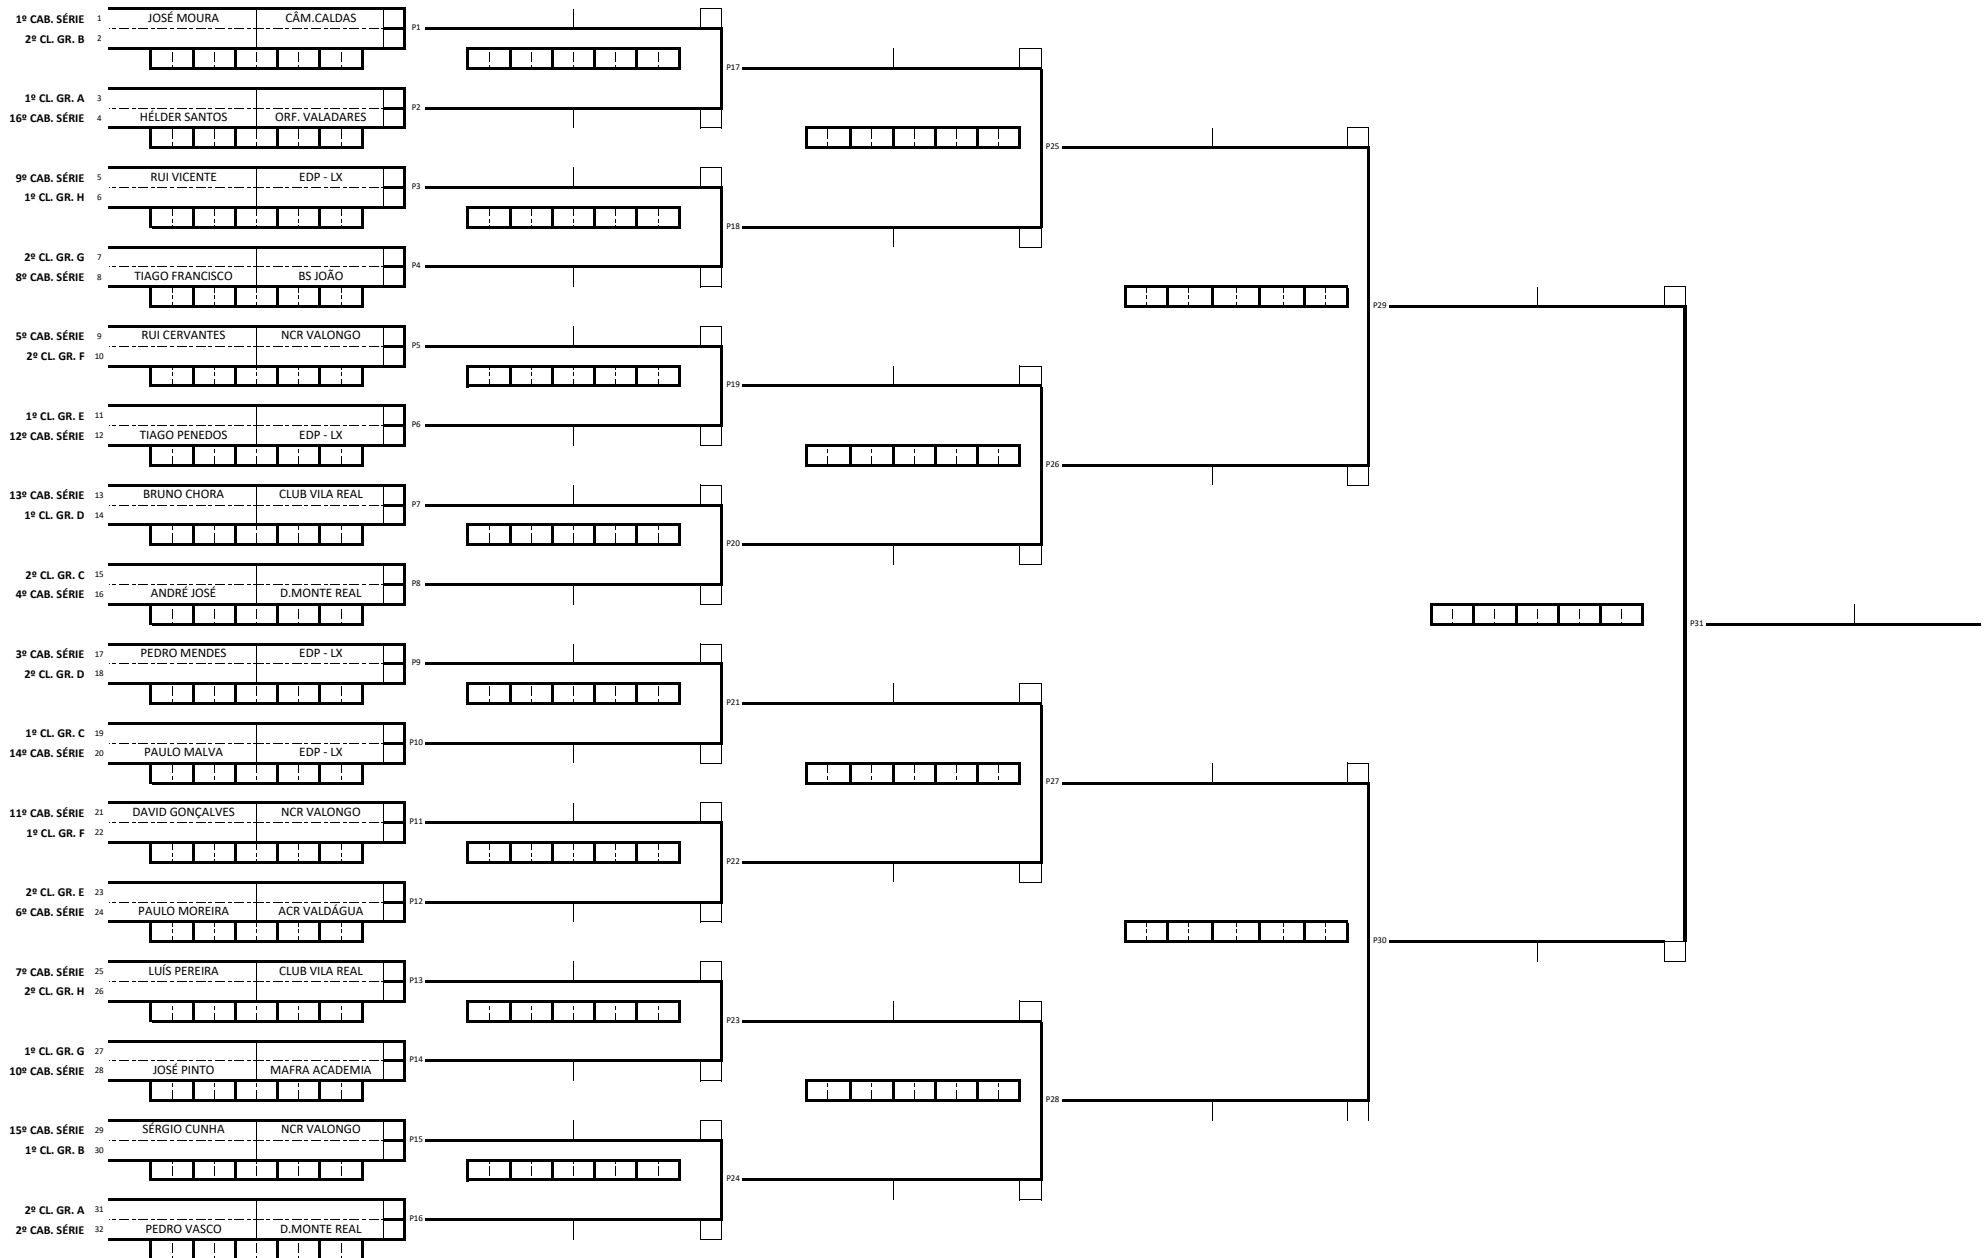 1º CAB. SÉRIE 1 JOSÉ MOURA CÂM.CALDAS
P1
2º CL. GR. B 2
P17
1º CL. GR. A 3
P2
16º CAB. SÉRIE 4 HÉLDER SANTOS ORF. VALADARES
P25
9º CAB. SÉRIE 5 RUI VICENTE EDP - LX
P3
1º CL. GR. H 6
P18
2º CL. GR. G 7
P4
8º CAB. SÉRIE 8 TIAGO FRANCISCO BS JOÃO
P29
5º CAB. SÉRIE 9 RUI CERVANTES NCR VALONGO
P5
2º CL. GR. F 10
P19
1º CL. GR. E 11
P6
12º CAB. SÉRIE 12 TIAGO PENEDOS EDP - LX
P26
13º CAB. SÉRIE 13 BRUNO CHORA CLUB VILA REAL
P7
1º CL. GR. D 14
P20
2º CL. GR. C 15
P8
4º CAB. SÉRIE 16 ANDRÉ JOSÉ D.MONTE REAL
P31
3º CAB. SÉRIE 17 PEDRO MENDES EDP - LX
P9
2º CL. GR. D 18
P21
1º CL. GR. C 19
P10
14º CAB. SÉRIE 20 PAULO MALVA EDP - LX
P27
11º CAB. SÉRIE 21 DAVID GONÇALVES NCR VALONGO
P11
1º CL. GR. F 22
P22
2º CL. GR. E 23
P12
6º CAB. SÉRIE 24 PAULO MOREIRA ACR VALDÁGUA
P30
7º CAB. SÉRIE 25 LUÍS PEREIRA CLUB VILA REAL
P13
2º CL. GR. H 26
P23
1º CL. GR. G 27
P14
10º CAB. SÉRIE 28 JOSÉ PINTO MAFRA ACADEMIA
P28
15º CAB. SÉRIE 29 SÉRGIO CUNHA NCR VALONGO
P15
1º CL. GR. B 30
P24
2º CL. GR. A 31
P16
2º CAB. SÉRIE 32 PEDRO VASCO D.MONTE REAL